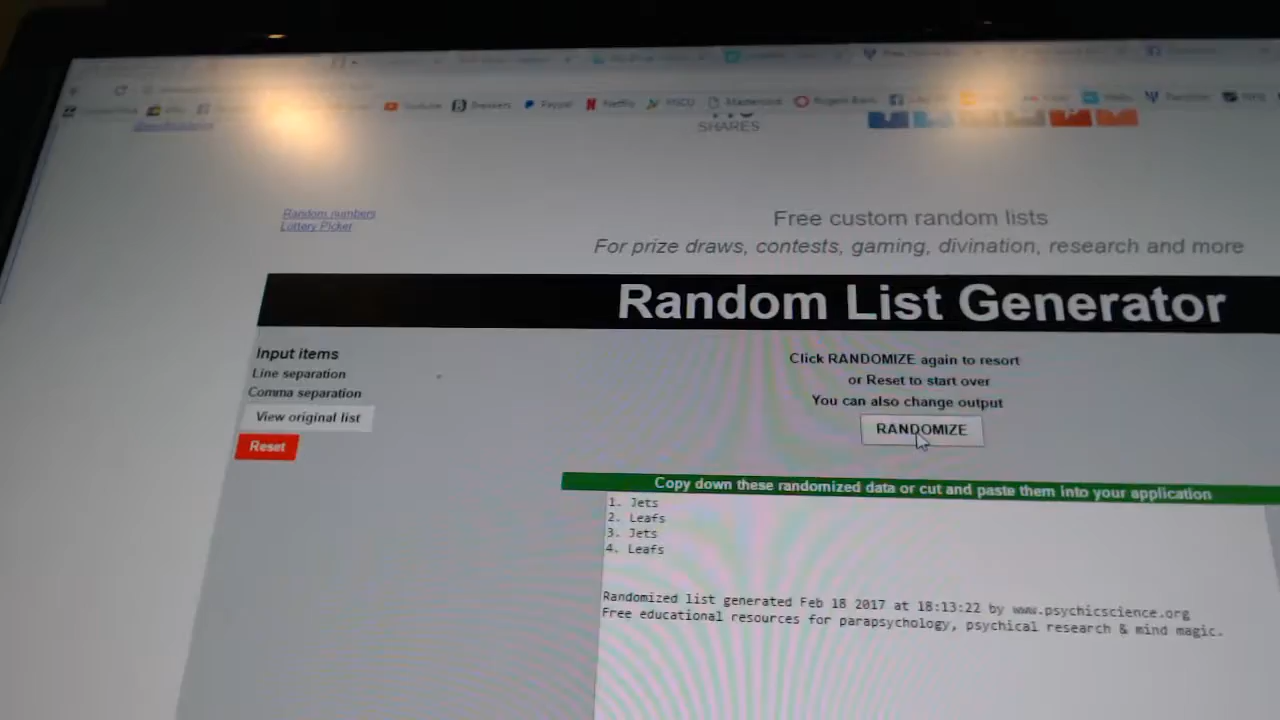 Youtube Breakers Paypal Netflix
SHARES
Random numbers
Lottery Picker
Free custom random lists
For prize draws, contests, gaming, divination, research and more
Random List Generator
Input items
Line separation
Comma separation
View original list
Reset
Click RANDOMIZE again to resort
or Reset to start over
You can also change output
RANDOMIZE
Copy down these randomized data or cut and paste them into your application
1. Jets
2. Leafs
3. Jets
4. Leafs
Randomized list generated Feb 18 2017 at 18:13:22 by www.psychicscience.org
Free educational resources for parapsychology, psychical research & mind magic.